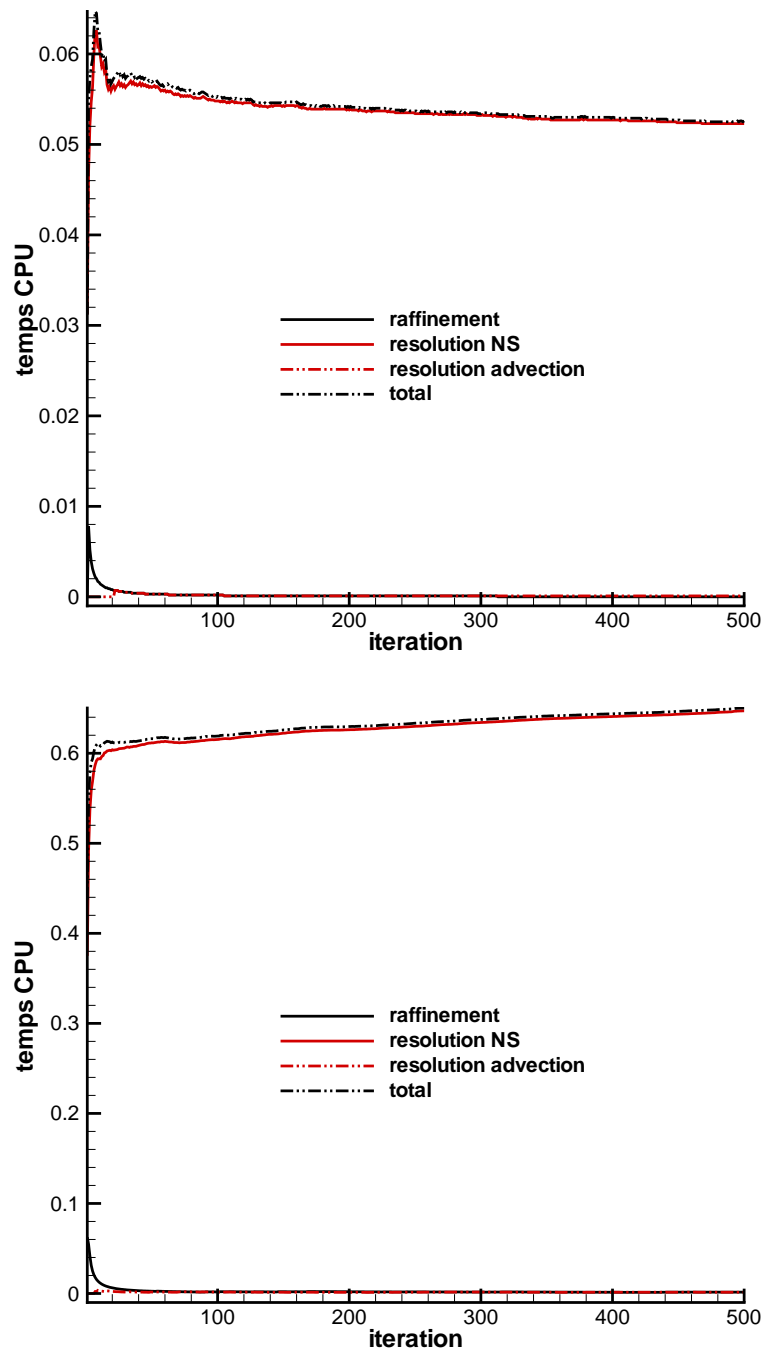 0.06
0.05
0.04
0.03
0.02
0.01
0
temps CPU
raffinement
resolution NS
resolution advection
total
100
200
300
400
500
iteration
0.6
0.5
0.4
0.3
0.2
0.1
0
temps CPU
raffinement
resolution NS
resolution advection
total
100
200
300
400
500
iteration